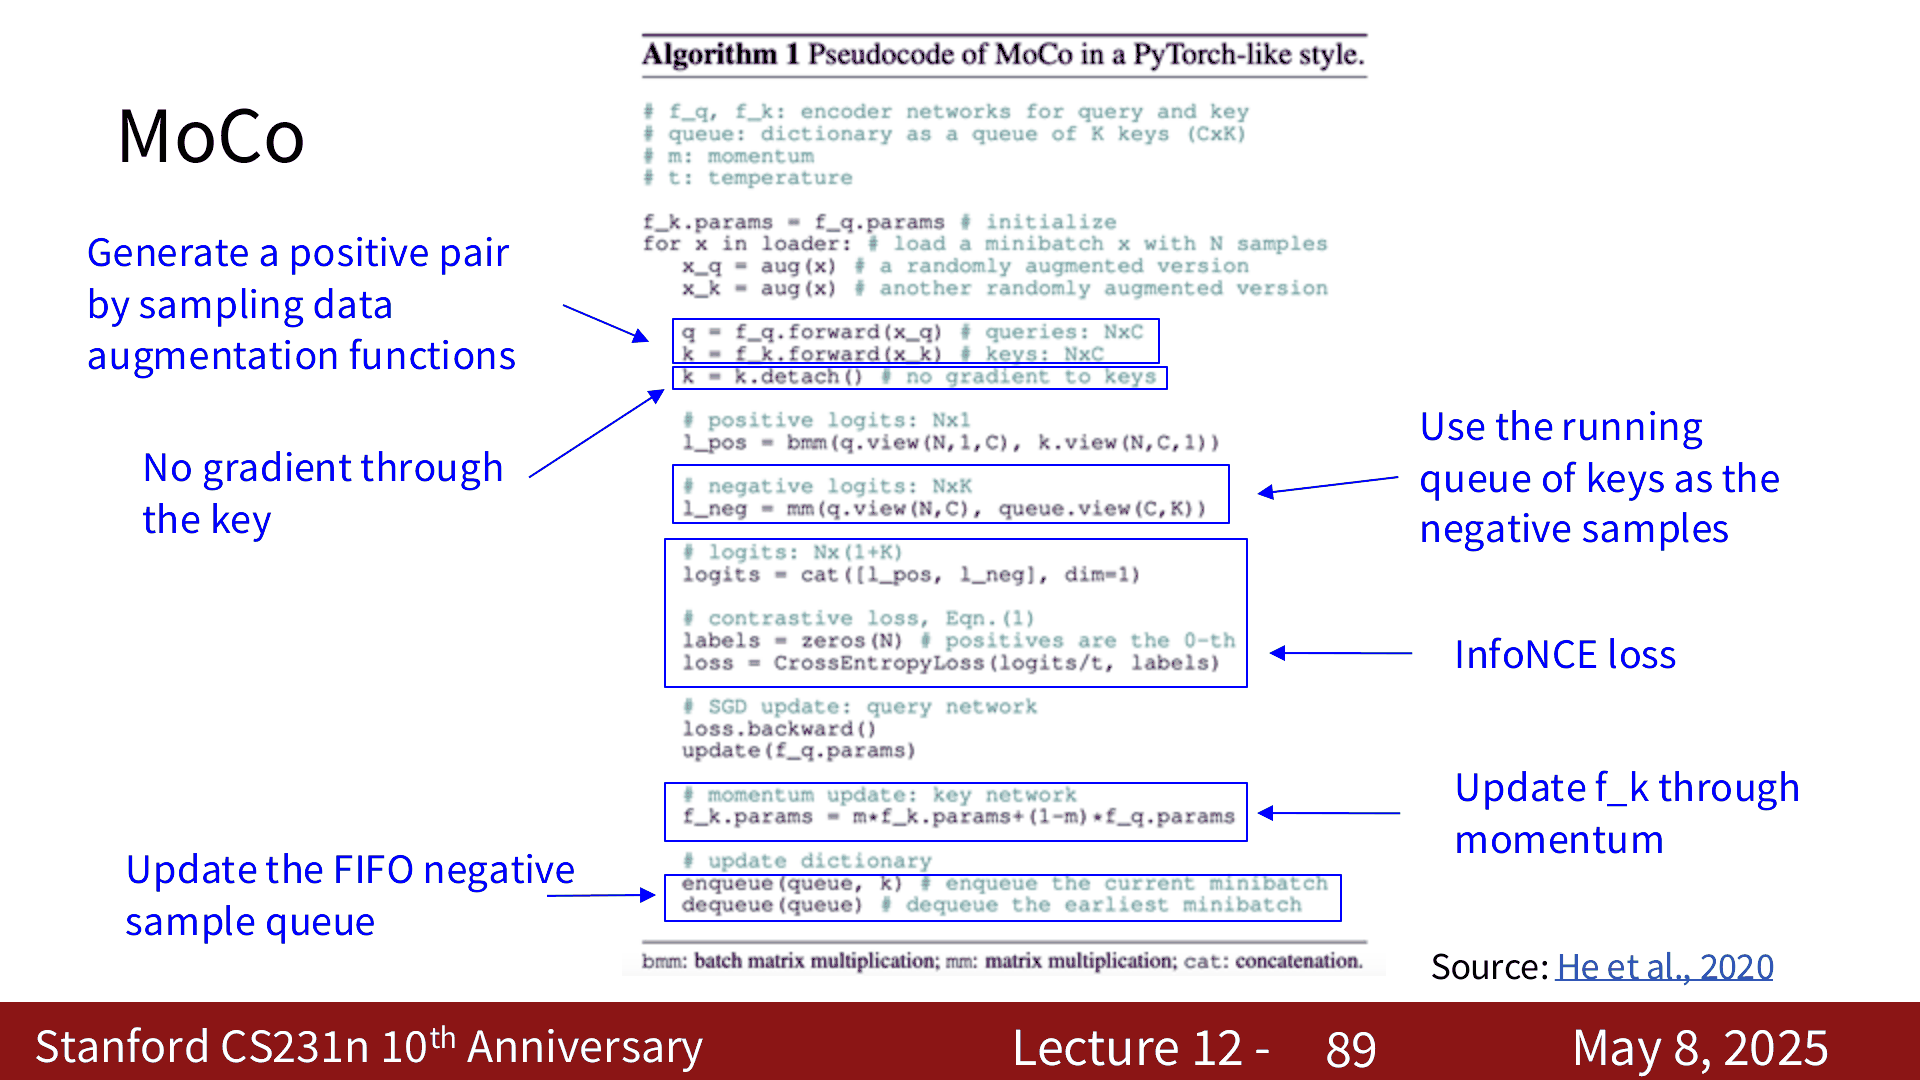 MoCo
Generate a positive pair
by sampling data
augmentation functions
No gradient through
the key
Update the FIFO negative
sample queue
Algorithm 1 Pseudocode of MoCo in a PyTorch-like style.
# f_q, f_k: encoder networks for query and key
# queue: dictionary as a queue of K keys (CxK)
# m: momentum
# t: temperature
f_k.params = f_q.params # initialize
for x in loader: # load a minibatch x with N samples
x_q = aug(x) # a randomly augmented version
x_k = aug(x) # another randomly augmented version
q = f_q.forward(x_q) # queries: NxC
k = f_k.forward(x_k) # keys: NxC
k = k.detach() # no gradient to keys
# positive logits: Nx1
l_pos = bmm(q.view(N,1,C), k.view(N,C,1))
# negative logits: NxK
l_neg = mm(q.view(N,C), queue.view(C,K))
# logits: Nx(1+K)
logits = cat([l_pos, l_neg], dim=1)
# contrastive loss, Eqn.(1)
labels = zeros(N) # positives are the 0-th
loss = CrossEntropyLoss(logits/t, labels)
# SGD update: query network
loss.backward()
update(f_q.params)
# momentum update: key network
f_k.params = m*f_k.params+(1-m)*f_q.params
# update dictionary
enqueue(queue, k) # enqueue the current minibatch
dequeue(queue) # dequeue the earliest minibatch
bmm: batch matrix multiplication; mm: matrix multiplication; cat: concatenation.
Use the running
queue of keys as the
negative samples
InfoNCE loss
Update f_k through
momentum
Source: He et al., 2020
Stanford CS231n 10th Anniversary
Lecture 12 - 89
May 8, 2025